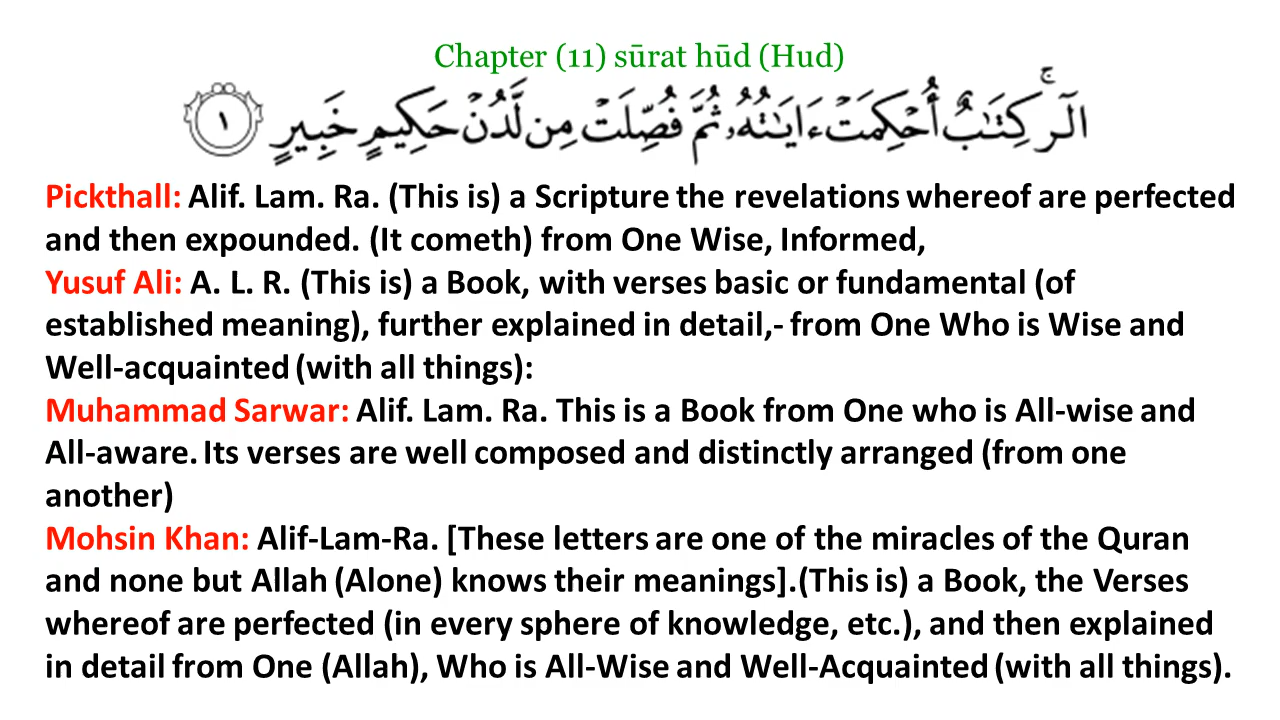 Chapter (11) sūrat hūd (Hud)
الٓرۚ كِتَٰبٌ أُحۡكِمَتۡ ءَايَٰتُهُۥ ثُمَّ فُصِّلَتۡ مِن لَّدُنۡ حَكِيمٍ خَبِيرٍ ١
Pickthall: Alif. Lam. Ra. (This is) a Scripture the revelations whereof are perfected
and then expounded. (It cometh) from One Wise, Informed,
Yusuf Ali: A. L. R. (This is) a Book, with verses basic or fundamental (of
established meaning), further explained in detail,- from One Who is Wise and
Well-acquainted (with all things):
Muhammad Sarwar: Alif. Lam. Ra. This is a Book from One who is All-wise and
All-aware. Its verses are well composed and distinctly arranged (from one
another)
Mohsin Khan: Alif-Lam-Ra. [These letters are one of the miracles of the Quran
and none but Allah (Alone) knows their meanings].(This is) a Book, the Verses
whereof are perfected (in every sphere of knowledge, etc.), and then explained
in detail from One (Allah), Who is All-Wise and Well-Acquainted (with all things).